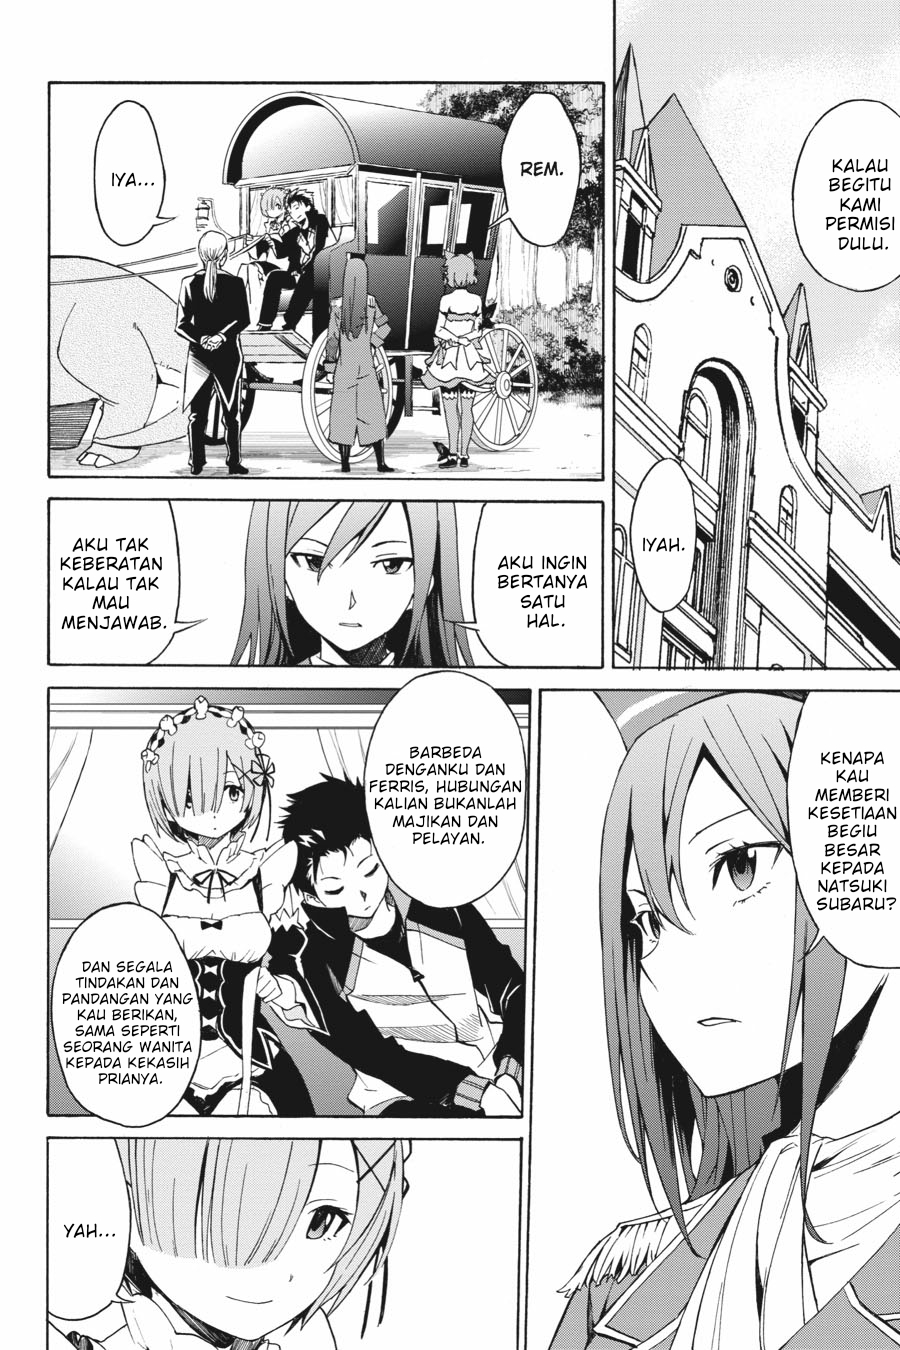 KALAU
BEGITU
KAMI
PERMISI
DULU.
IYAH.
REM.
IYA...
AKU INGIN
BERTANYA
SATU
HAL.
AKU TAK
KEBERATAN
KALAU TAK
MAU
MENJAWAB.
KENAPA
KAU
MEMBERI
KESETIAAN
BEGIU
BESAR
KEPADA
NATSUKI
SUBARU?
BARBEDA
DENGANKU DAN
FERRIS, HUBUNGAN
KALIAN BUKANLAH
MAJIKAN DAN
PELAYAN.
DAN SEGALA
TINDAKAN DAN
PANDANGAN YANG
KAU BERIKAN,
SAMA SEPERTI
SEORANG WANITA
KEPADA KEKASIH
PRIANYA.
YAH...